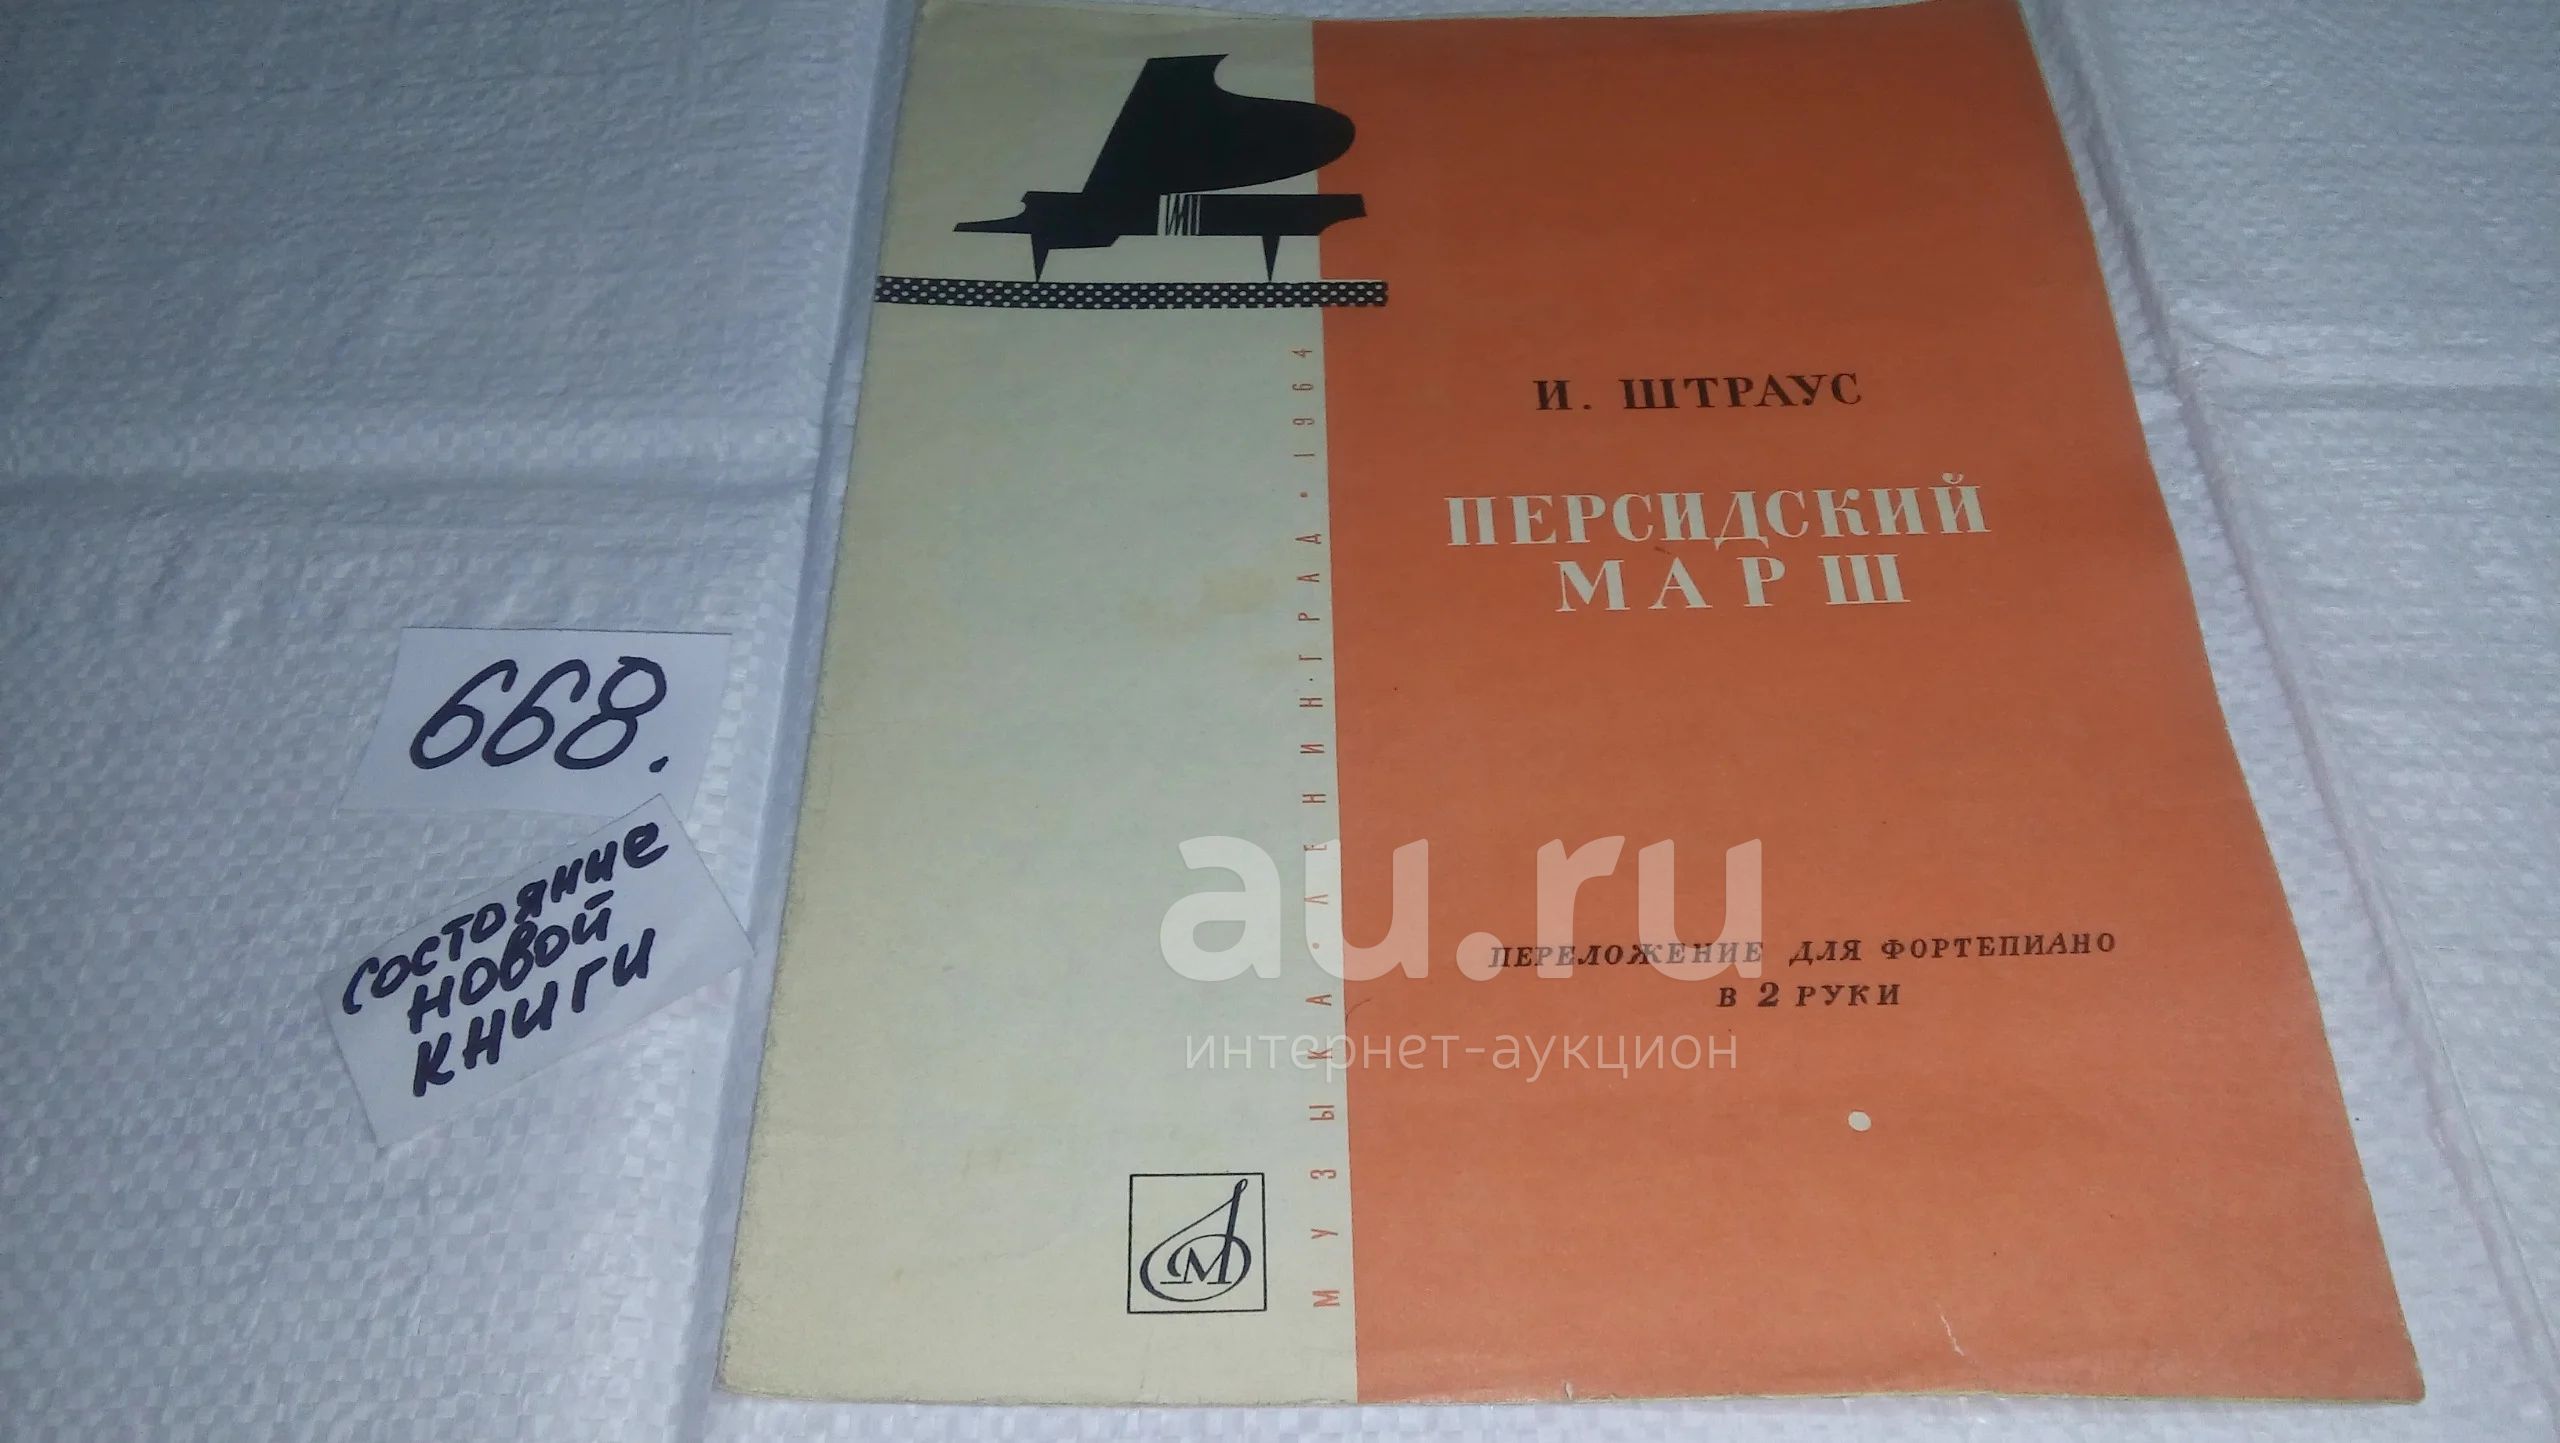 И. ШТРАУС
ПЕРСИДСКИЙ
МАРШ
ПЕРЕЛОЖЕНИЕ ДЛЯ ФОРТЕПИАНО
В 2 РУКИ
МУЗЫКА·ЛЕНИНГРАД·1964
М
668.
состояние
новой
книги
au.ru
интернет-аукцион